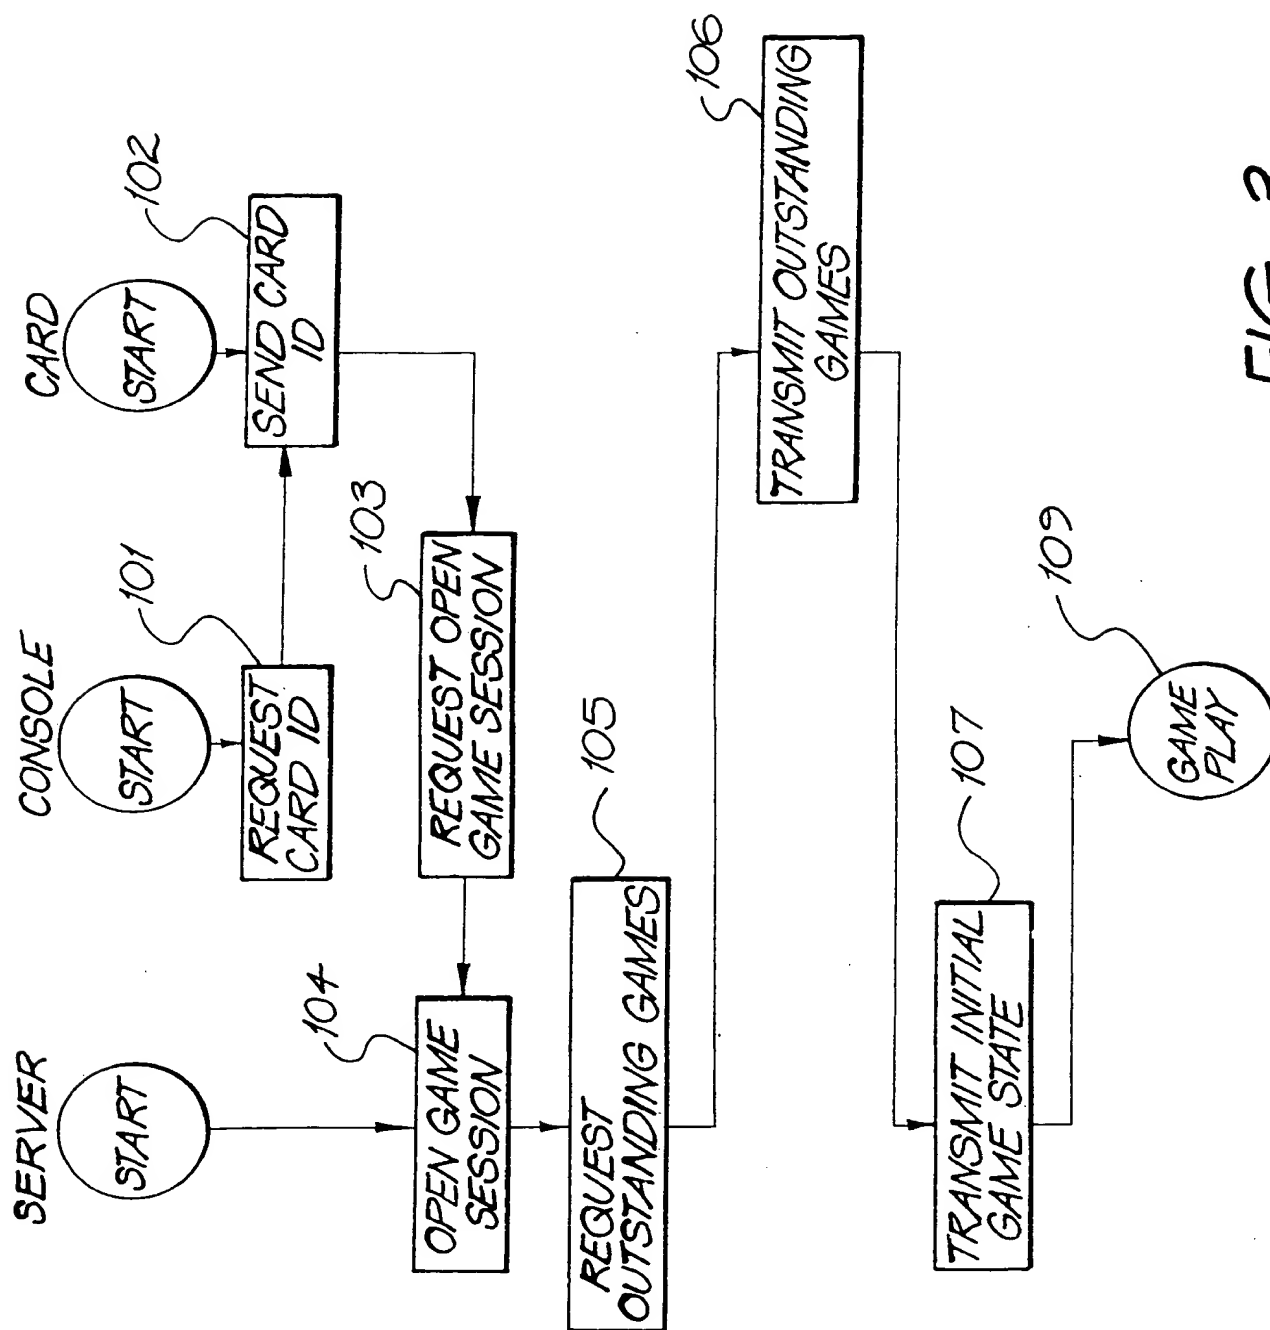 SERVER
CONSOLE
CARD
START
START
START
REQUEST
CARD ID
101
SEND CARD
ID
102
REQUEST OPEN
GAME SESSION
103
OPEN GAME
SESSION
104
REQUEST
OUTSTANDING GAMES
105
TRANSMIT OUTSTANDING
GAMES
106
TRANSMIT INITIAL
GAME STATE
107
GAME
PLAY
109